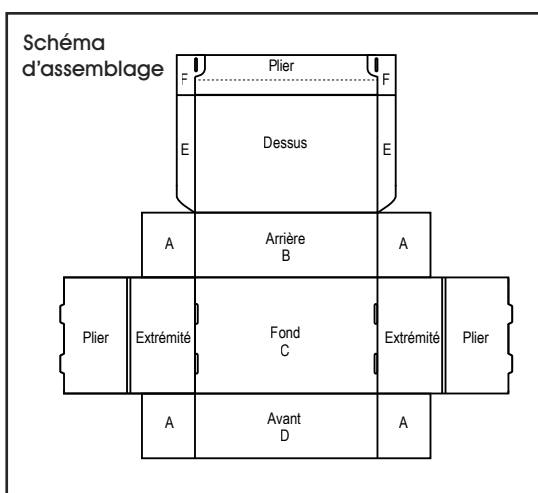 Schéma
d'assemblage
Plier
F F
E Dessus E
A Arrière A
B
Plier Extrémité Fond Extrémité Plier
C
A Avant A
D